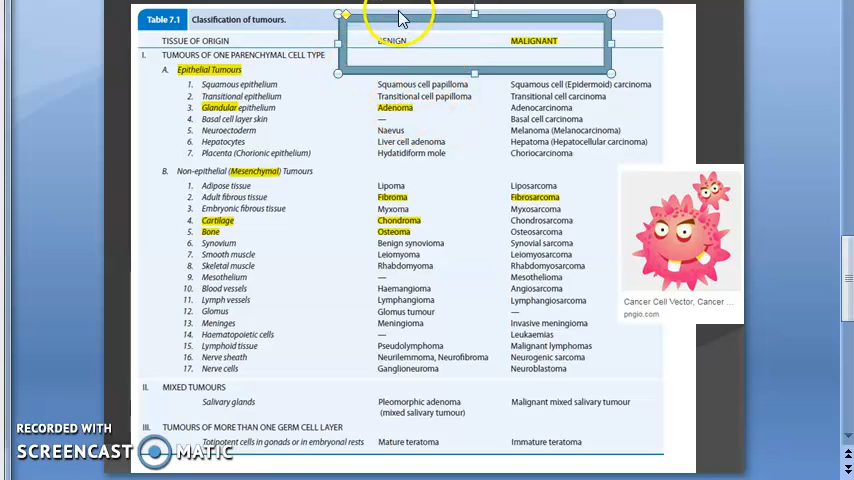 Table 7.1 Classification of tumours.
TISSUE OF ORIGIN BENIGN MALIGNANT
I. TUMOURS OF ONE PARENCHYMAL CELL TYPE
A. Epithelial Tumours
1. Squamous epithelium Squamous cell papilloma Squamous cell (Epidermoid) carcinoma
2. Transitional epithelium Transitional cell papilloma Transitional cell carcinoma
3. Glandular epithelium Adenoma Adenocarcinoma
4. Basal cell layer skin — Basal cell carcinoma
5. Neuroectoderm Naevus Melanoma (Melanocarcinoma)
6. Hepatocytes Liver cell adenoma Hepatoma (Hepatocellular carcinoma)
7. Placenta (Chorionic epithelium) Hydatidiform mole Choriocarcinoma
B. Non-epithelial (Mesenchymal) Tumours
1. Adipose tissue Lipoma Liposarcoma
2. Adult fibrous tissue Fibroma Fibrosarcoma
3. Embryonic fibrous tissue Myxoma Myxosarcoma
4. Cartilage Chondroma Chondrosarcoma
5. Bone Osteoma Osteosarcoma
6. Synovium Benign synovioma Synovial sarcoma
7. Smooth muscle Leiomyoma Leiomyosarcoma
8. Skeletal muscle Rhabdomyoma Rhabdomyosarcoma
9. Mesothelium — Mesothelioma
10. Blood vessels Haemangioma Angiosarcoma
11. Lymph vessels Lymphangioma Lymphangiosarcoma
12. Glomus Glomus tumour —
13. Meninges Meningioma Invasive meningioma
14. Haematopoietic cells — Leukaemias
15. Lymphoid tissue Pseudolymphoma Malignant lymphomas
16. Nerve sheath Neurilemmoma, Neurofibroma Neurogenic sarcoma
17. Nerve cells Ganglioneuroma Neuroblastoma
II. MIXED TUMOURS
Salivary glands Pleomorphic adenoma Malignant mixed salivary tumour
(mixed salivary tumour)
III. TUMOURS OF MORE THAN ONE GERM CELL LAYER
Totipotent cells in gonads or in embryonal rests Mature teratoma Immature teratoma
Cancer Cell Vector, Cancer ...
pngio.com
RECORDED WITH
SCREENCAST MATIC